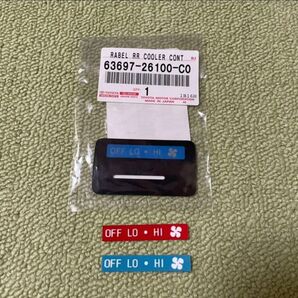 RABEL RR COOLER CONT
63697-26100-C0
1
TOYOTA MOTOR CORPORATION
MADE IN JAPAN
OFF LO • HI
OFF LO • HI
OFF LO • HI